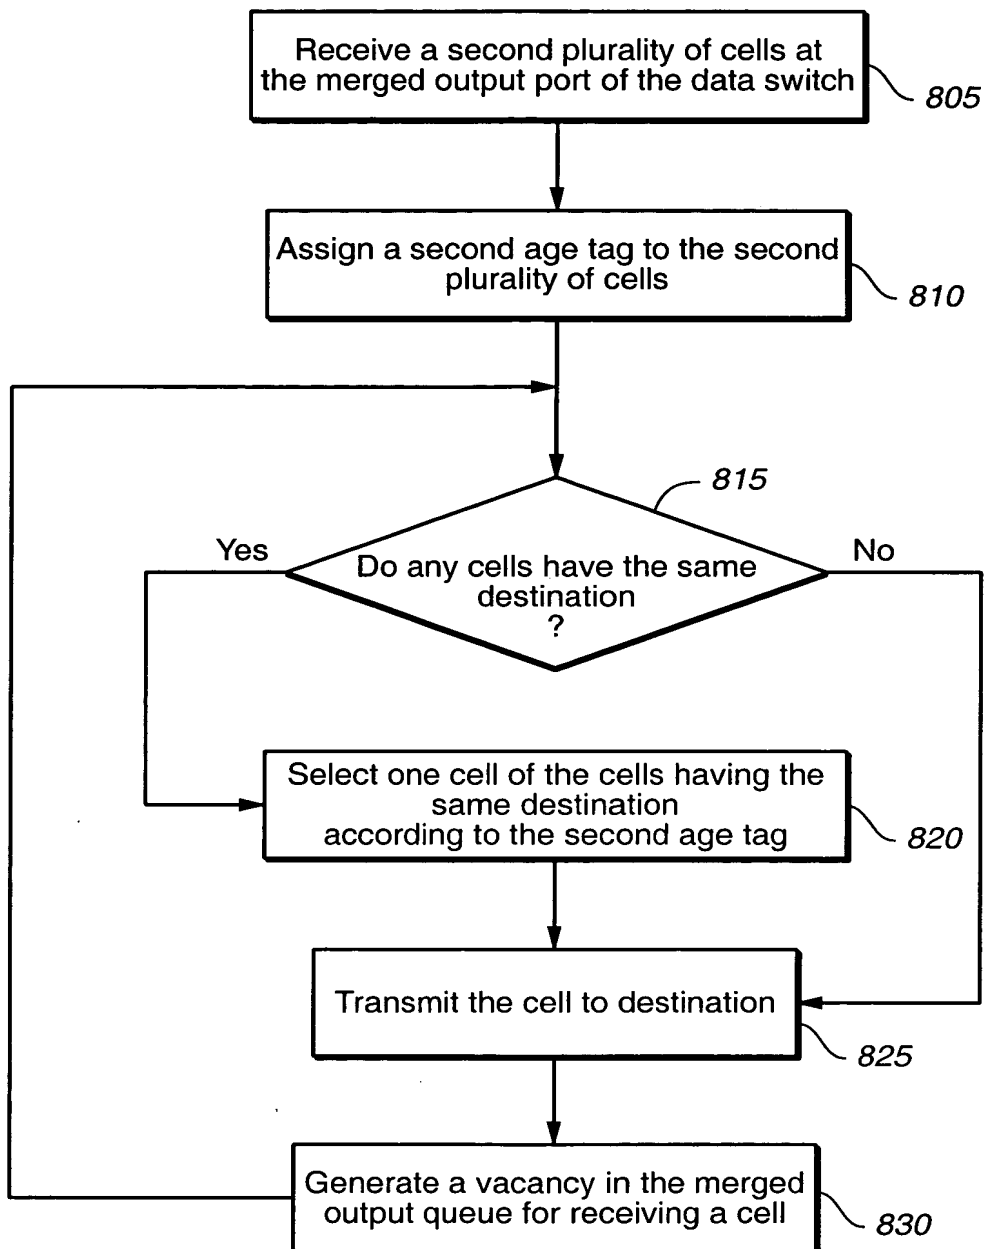 Receive a second plurality of cells at
the merged output port of the data switch
805
Assign a second age tag to the second
plurality of cells
810
815
Yes
No
Do any cells have the same
destination
?
Select one cell of the cells having the
same destination
according to the second age tag
820
Transmit the cell to destination
825
Generate a vacancy in the merged
output queue for receiving a cell
830